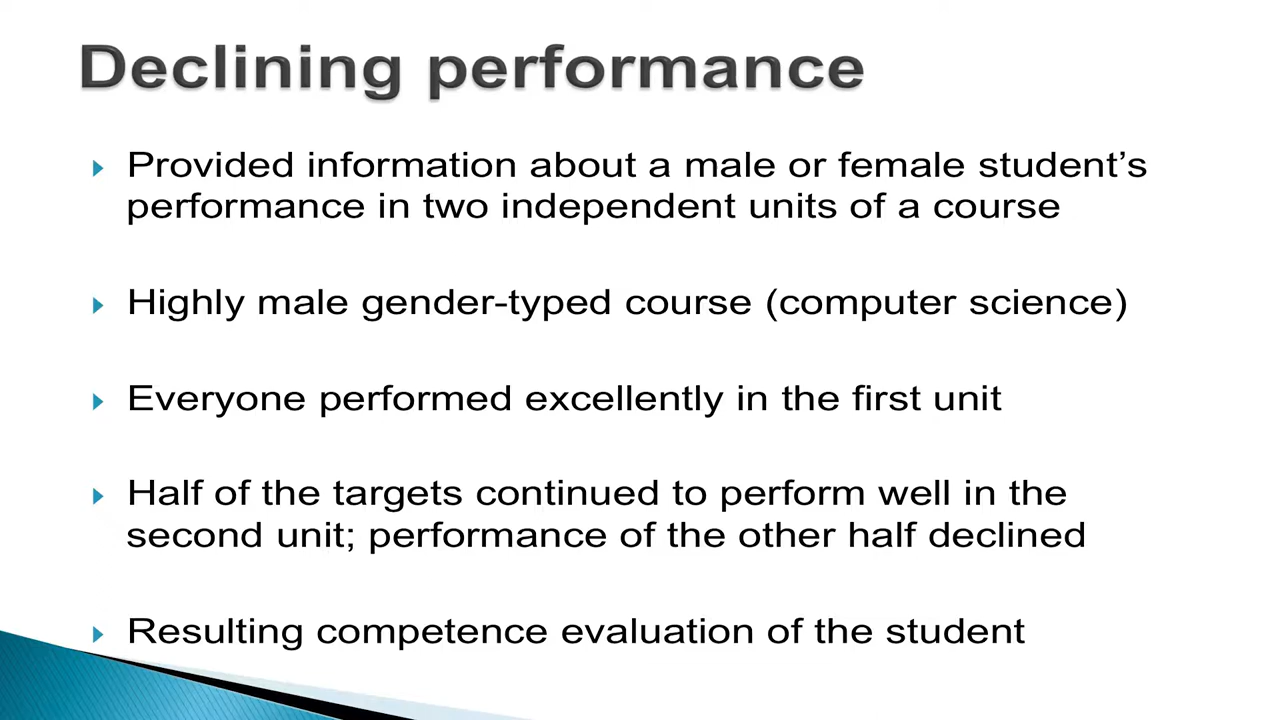 Declining performance
Provided information about a male or female student’s
performance in two independent units of a course
Highly male gender-typed course (computer science)
Everyone performed excellently in the first unit
Half of the targets continued to perform well in the
second unit; performance of the other half declined
Resulting competence evaluation of the student